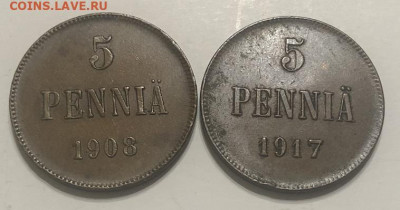 COINS.LAVE.RU
5
PENNIÄ
1908
5
PENNIÄ
1917